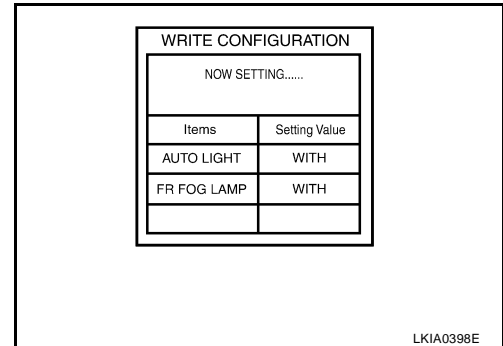 WRITE CONFIGURATION
NOW SETTING......
Items Setting Value
AUTO LIGHT WITH
FR FOG LAMP WITH
LKIA0398E